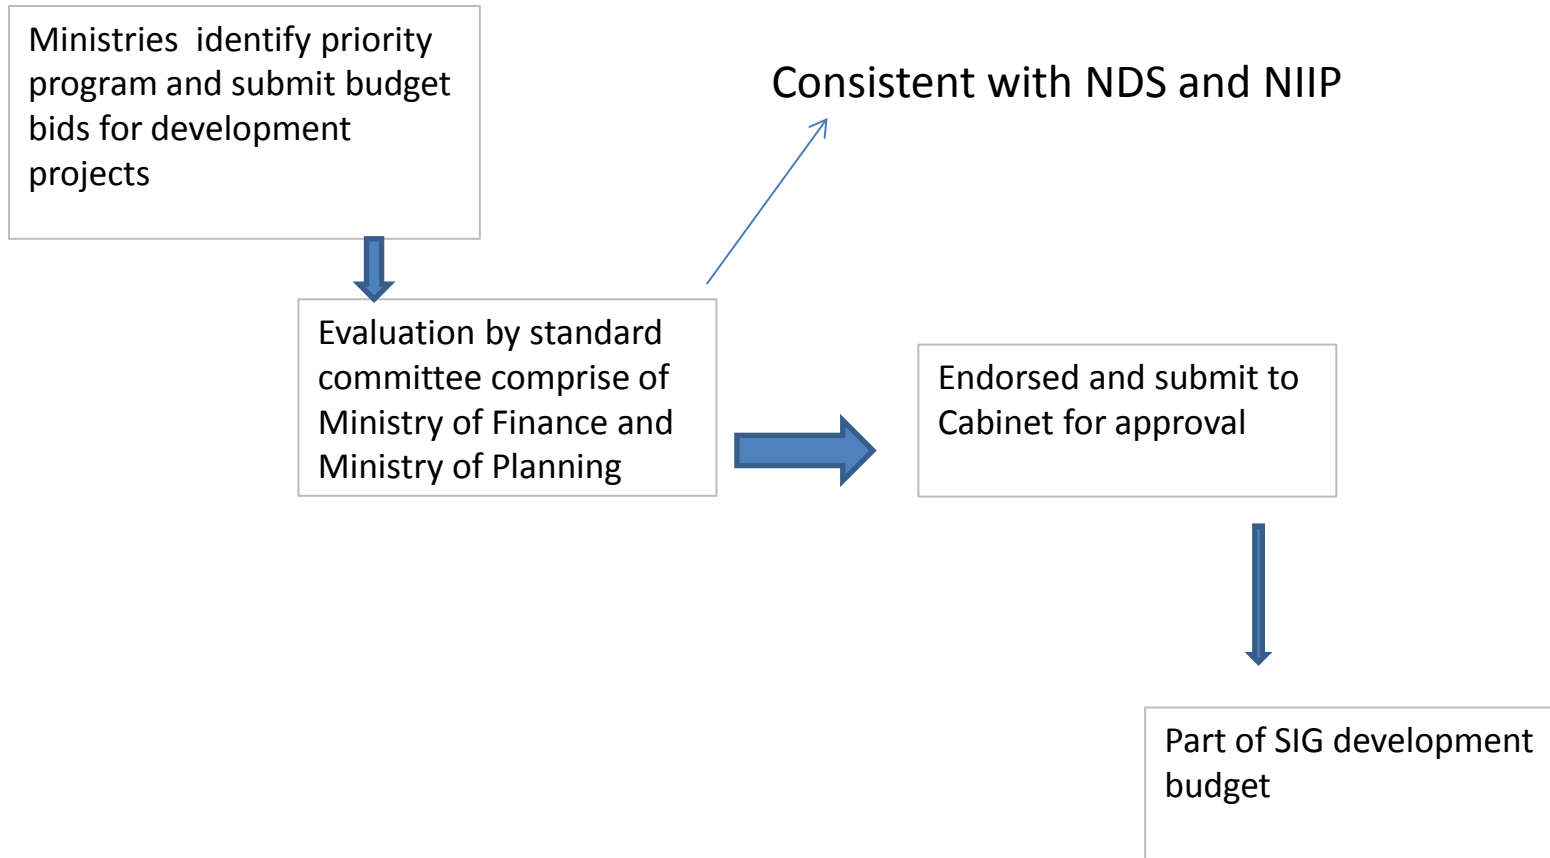 Ministries  identify priority
program and submit budget
bids for development
projects
Consistent with NDS and NIIP
Evaluation by standard
committee comprise of
Ministry of Finance and
Ministry of Planning
Endorsed and submit to
Cabinet for approval
Part of SIG development
budget